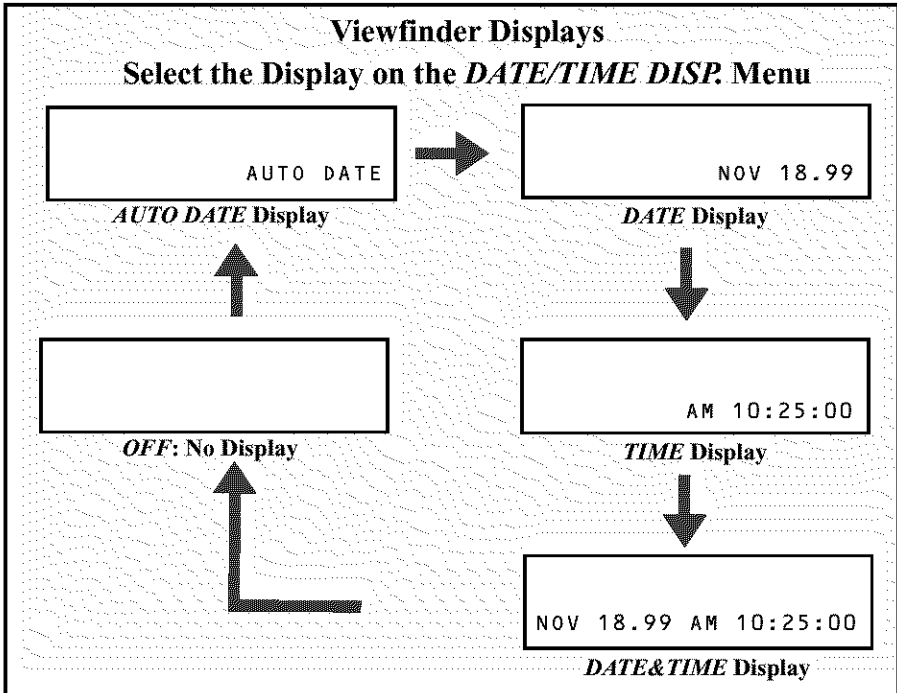 Viewfinder Displays
Select the Display on the DATE/TIME DISP. Menu
AUTO DATE
AUTO DATE Display
NOV 18.99
DATE Display
OFF: No Display
AM 10:25:00
TIME Display
NOV 18.99 AM 10:25:00
DATE&TIME Display